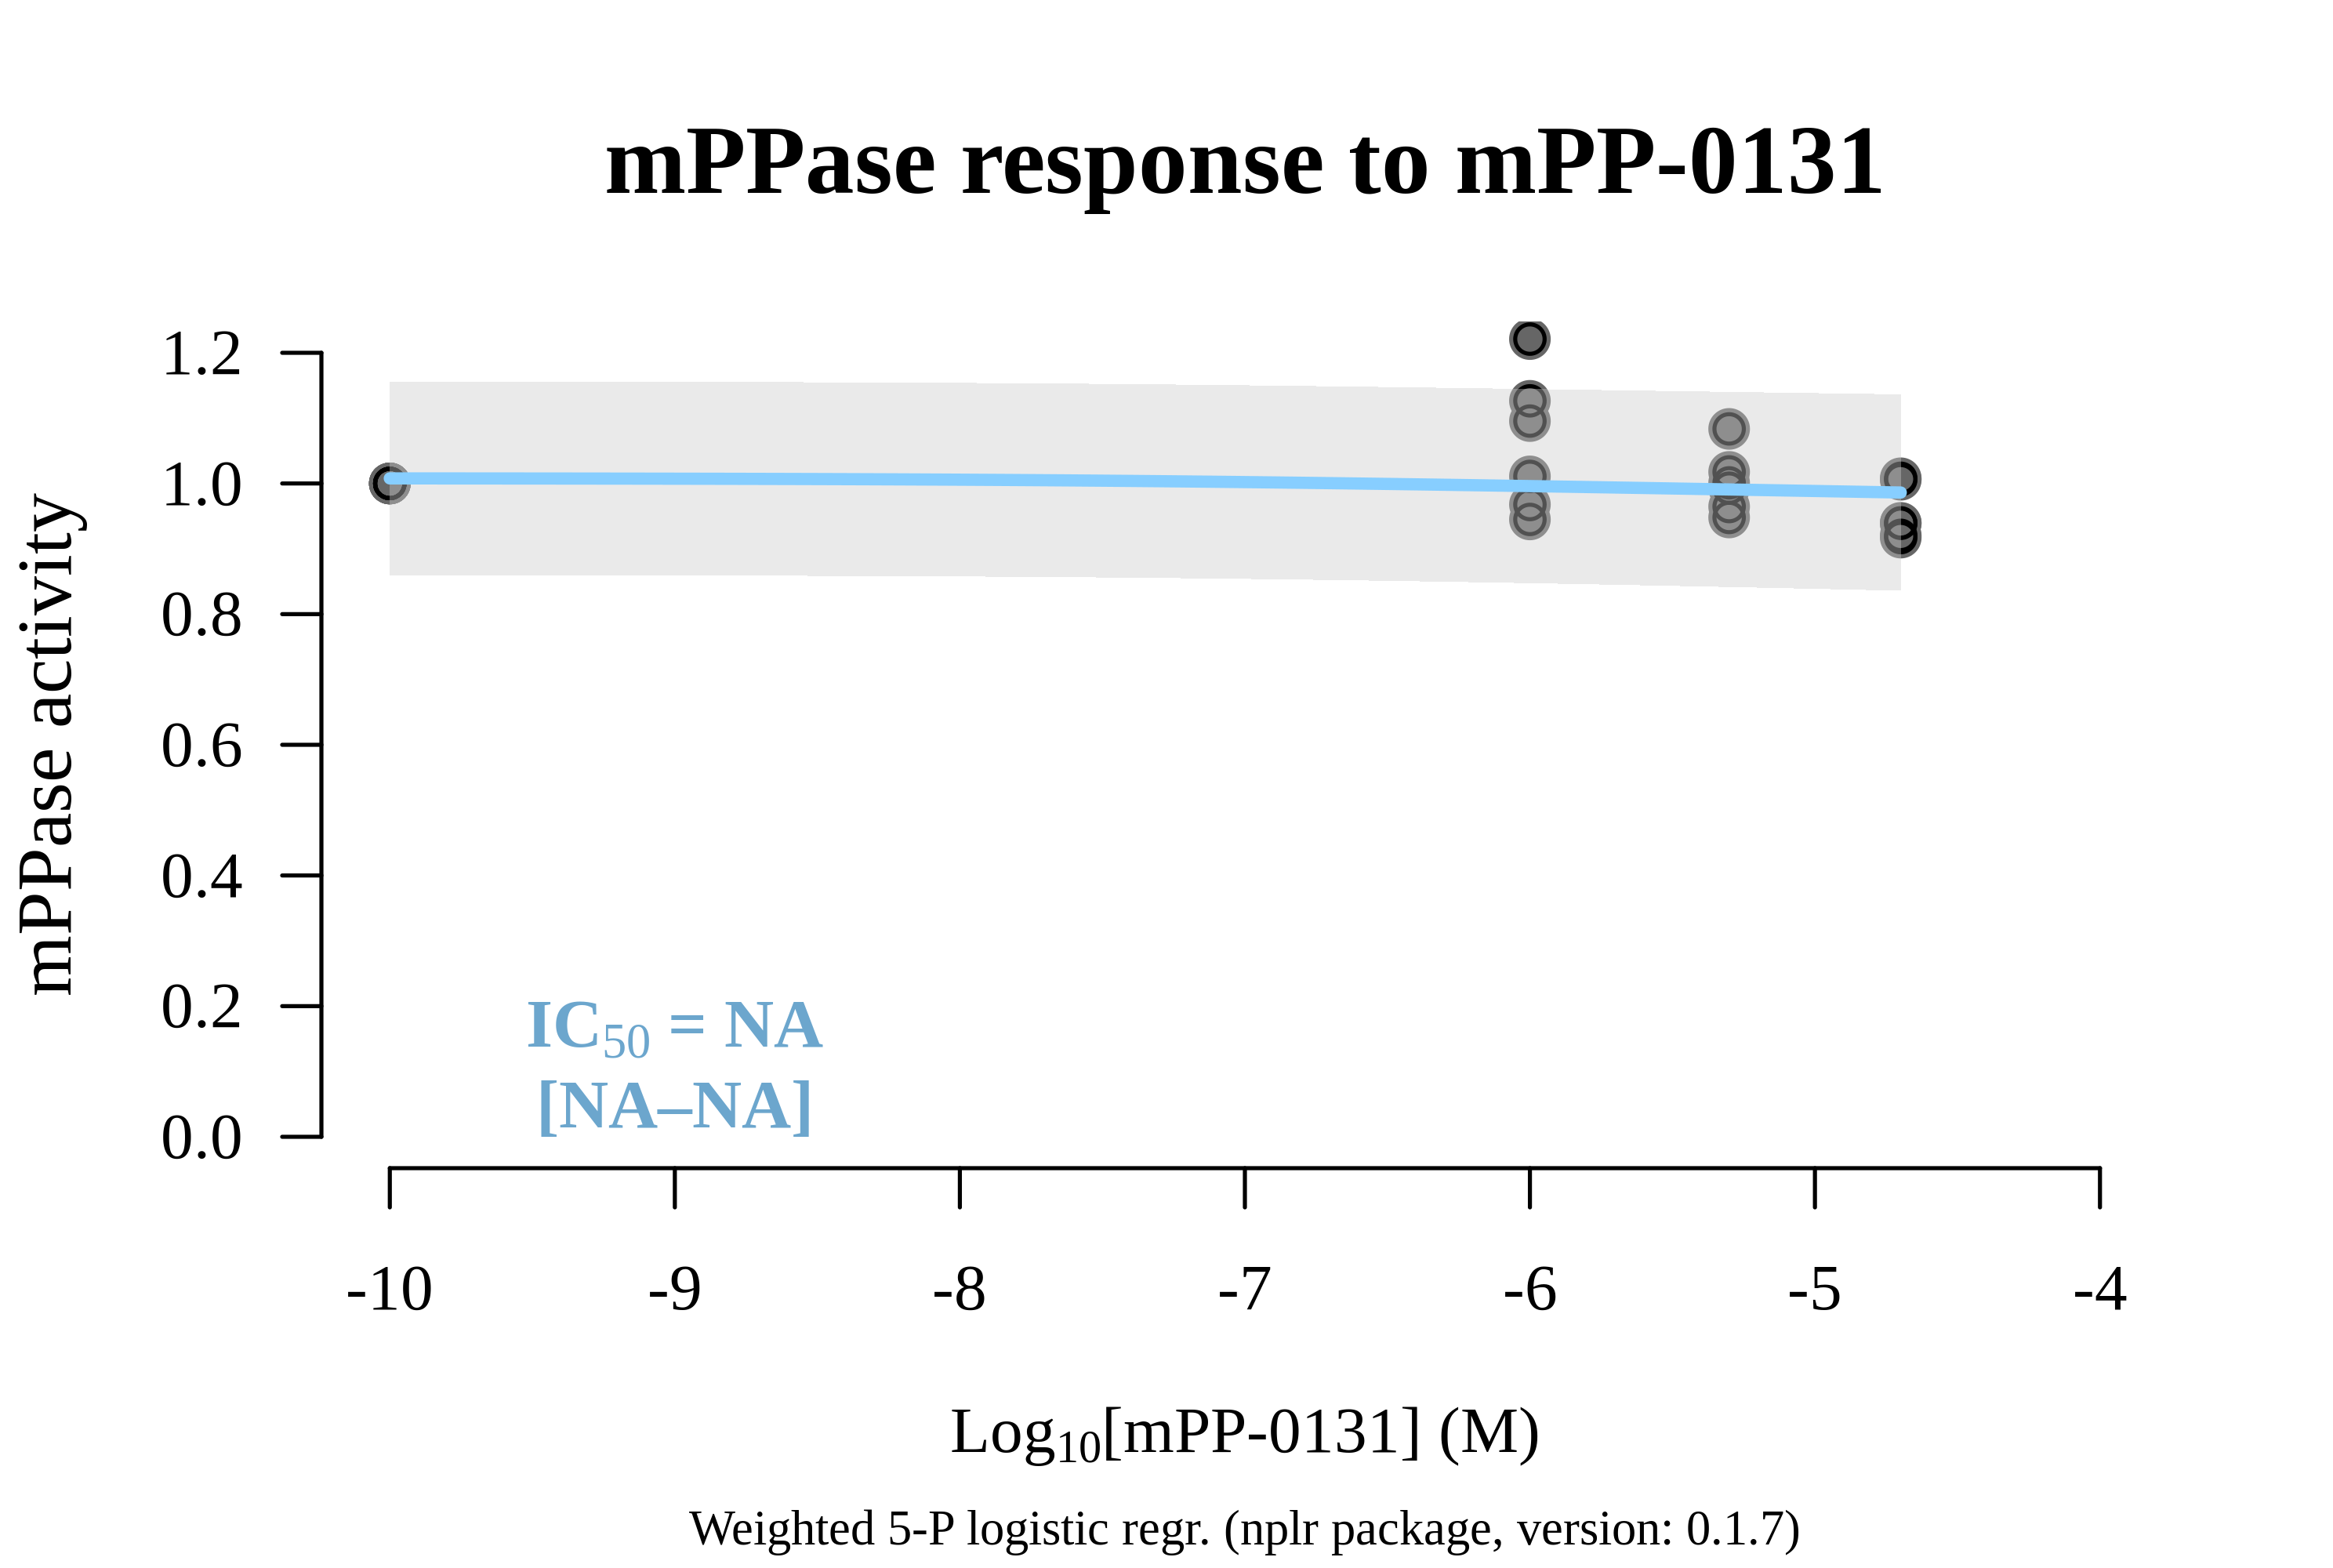 mPPase response to mPP-0131
mPPase activity
1.2
1.0
0.8
0.6
0.4
0.2
0.0
IC50 = NA
[NA–NA]
-10 -9 -8 -7 -6 -5 -4
Log10[mPP-0131] (M)
Weighted 5-P logistic regr. (nplr package, version: 0.1.7)